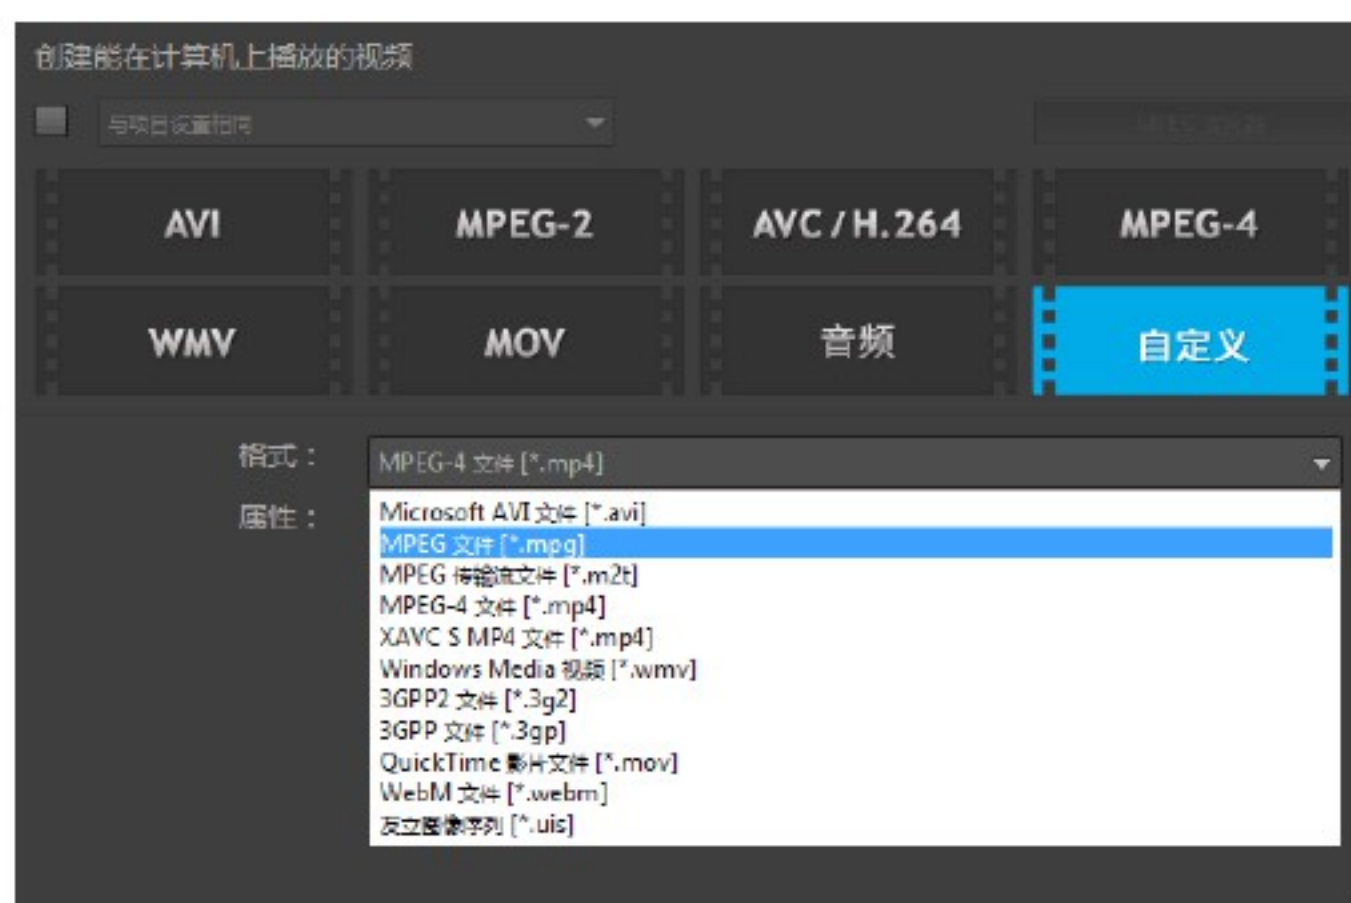 创建能在计算机上播放的视频
与项目设置相同
AVI
MPEG-2
AVC / H.264
MPEG-4
WMV
MOV
音频
自定义
格式：
MPEG-4 文件 [*.mp4]
属性：
Microsoft AVI 文件 [*.avi]
MPEG 文件 [*.mpg]
MPEG 传输流文件 [*.m2t]
MPEG-4 文件 [*.mp4]
XAVC S MP4 文件 [*.mp4]
Windows Media 视频 [*.wmv]
3GPP2 文件 [*.3g2]
3GPP 文件 [*.3gp]
QuickTime 影片文件 [*.mov]
WebM 文件 [*.webm]
友立图像序列 [*.uis]